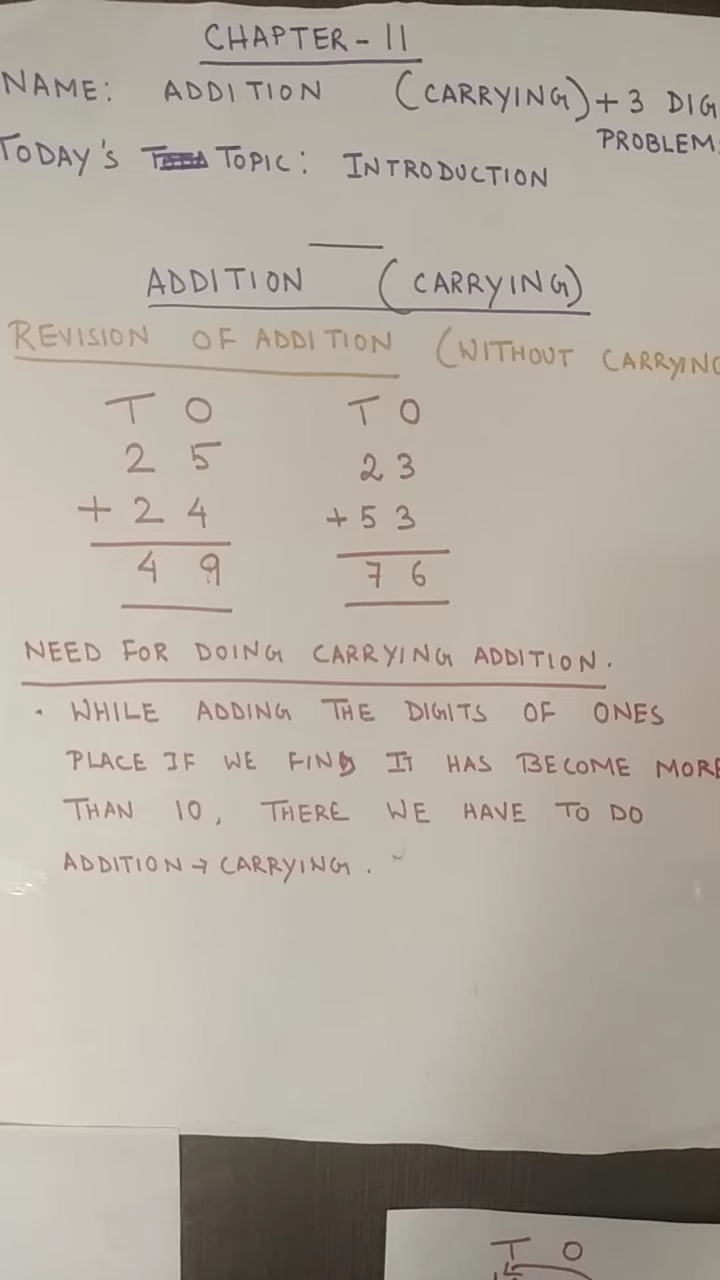 CHAPTER - 11
NAME: ADDITION (CARRYING) + 3 DIG
PROBLEM
TODAY'S TOPIC: INTRODUCTION
ADDITION (CARRYING)
REVISION OF ADDITION (WITHOUT CARRYING
T O T O
2 5 2 3
+ 2 4 + 5 3
4 9 7 6
NEED FOR DOING CARRYING ADDITION.
• WHILE ADDING THE DIGITS OF ONES
PLACE IF WE FIND IT HAS BECOME MORE
THAN 10, THERE WE HAVE TO DO
ADDITION → CARRYING.
T O